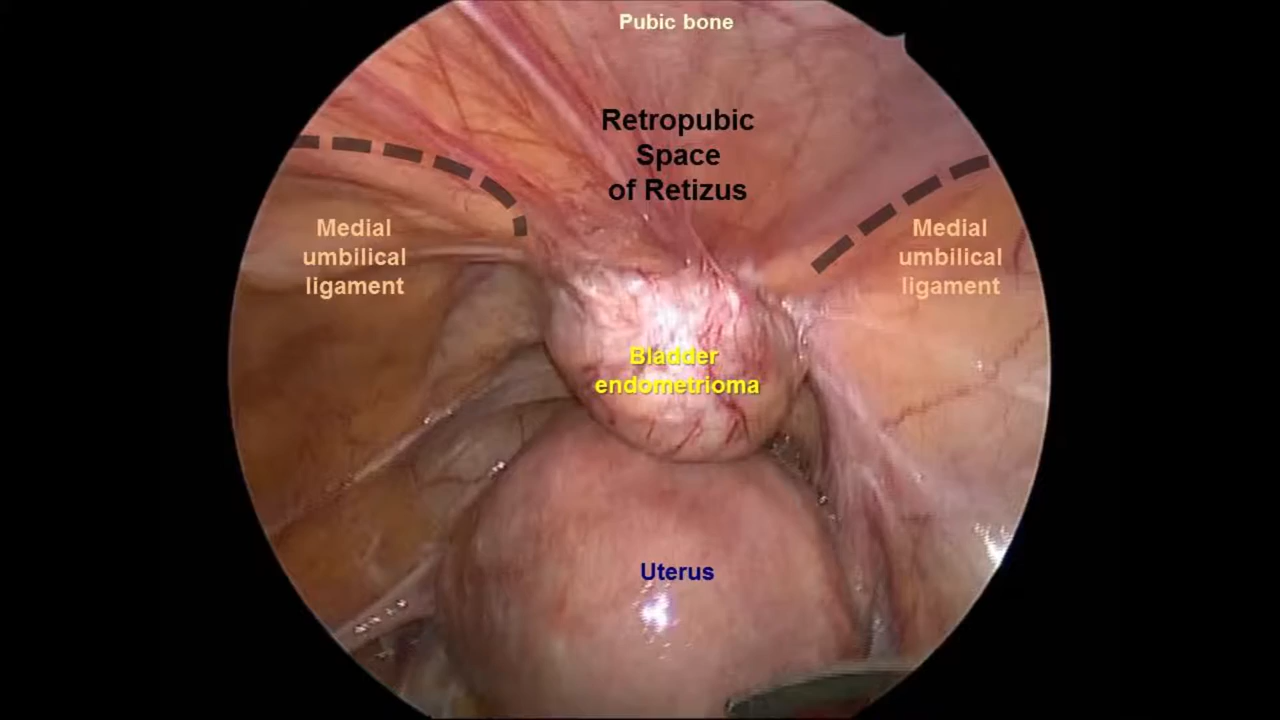 Pubic bone
Retropubic
Space
of Retizus
Medial
umbilical
ligament
Medial
umbilical
ligament
Bladder
endometrioma
Uterus